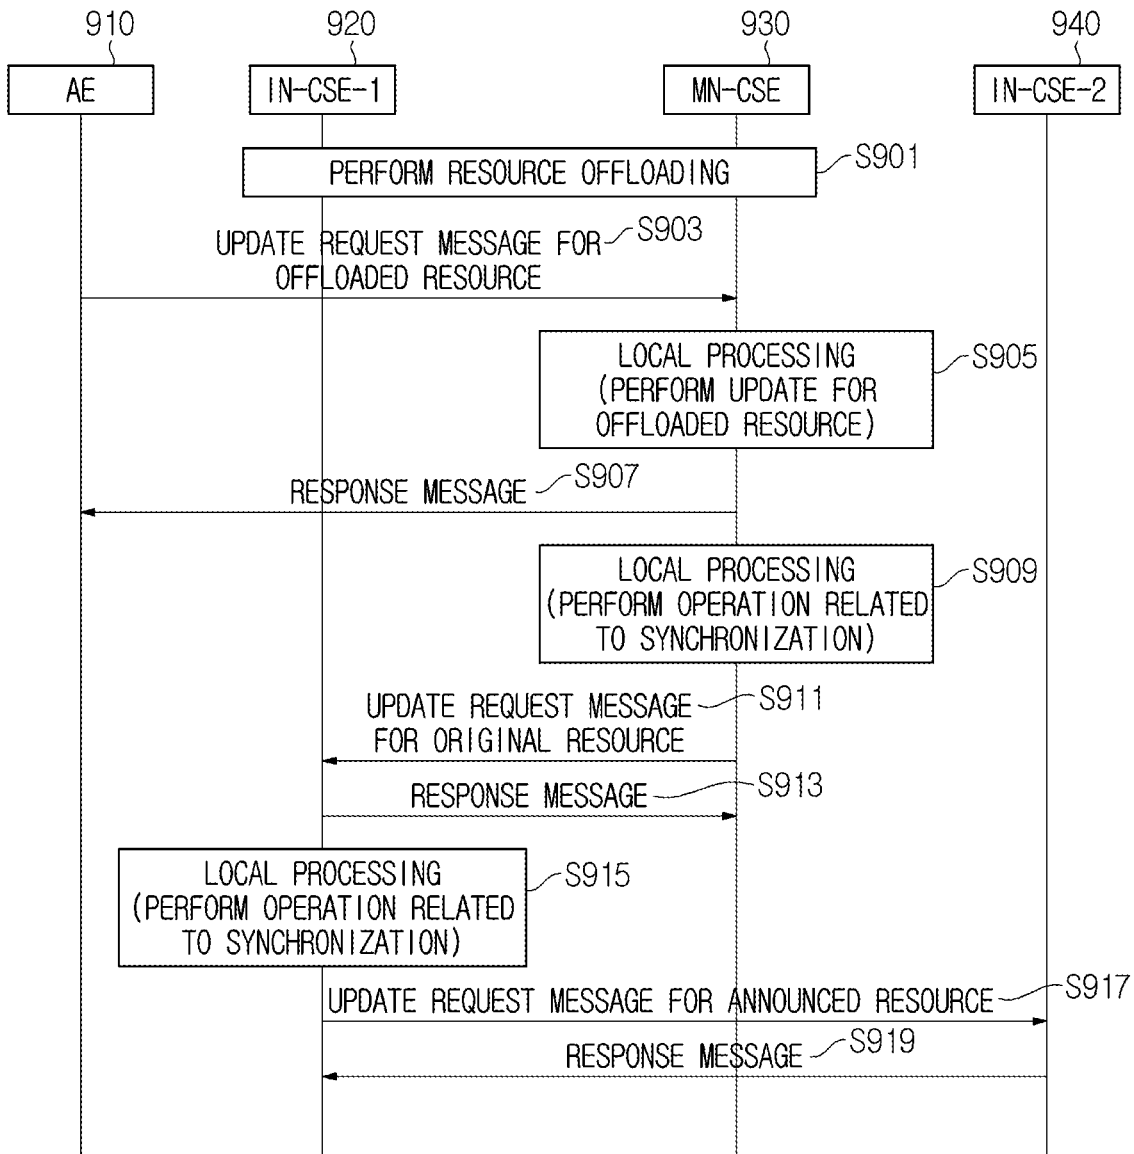 910
920
930
940
AE
IN-CSE-1
MN-CSE
IN-CSE-2
PERFORM RESOURCE OFFLOADING
S901
UPDATE REQUEST MESSAGE FOR
OFFLOADED RESOURCE
S903
LOCAL PROCESSING
(PERFORM UPDATE FOR
OFFLOADED RESOURCE)
S905
RESPONSE MESSAGE
S907
LOCAL PROCESSING
(PERFORM OPERATION RELATED
TO SYNCHRONIZATION)
S909
UPDATE REQUEST MESSAGE
FOR ORIGINAL RESOURCE
S911
RESPONSE MESSAGE
S913
LOCAL PROCESSING
(PERFORM OPERATION RELATED
TO SYNCHRONIZATION)
S915
UPDATE REQUEST MESSAGE FOR ANNOUNCED RESOURCE
S917
RESPONSE MESSAGE
S919